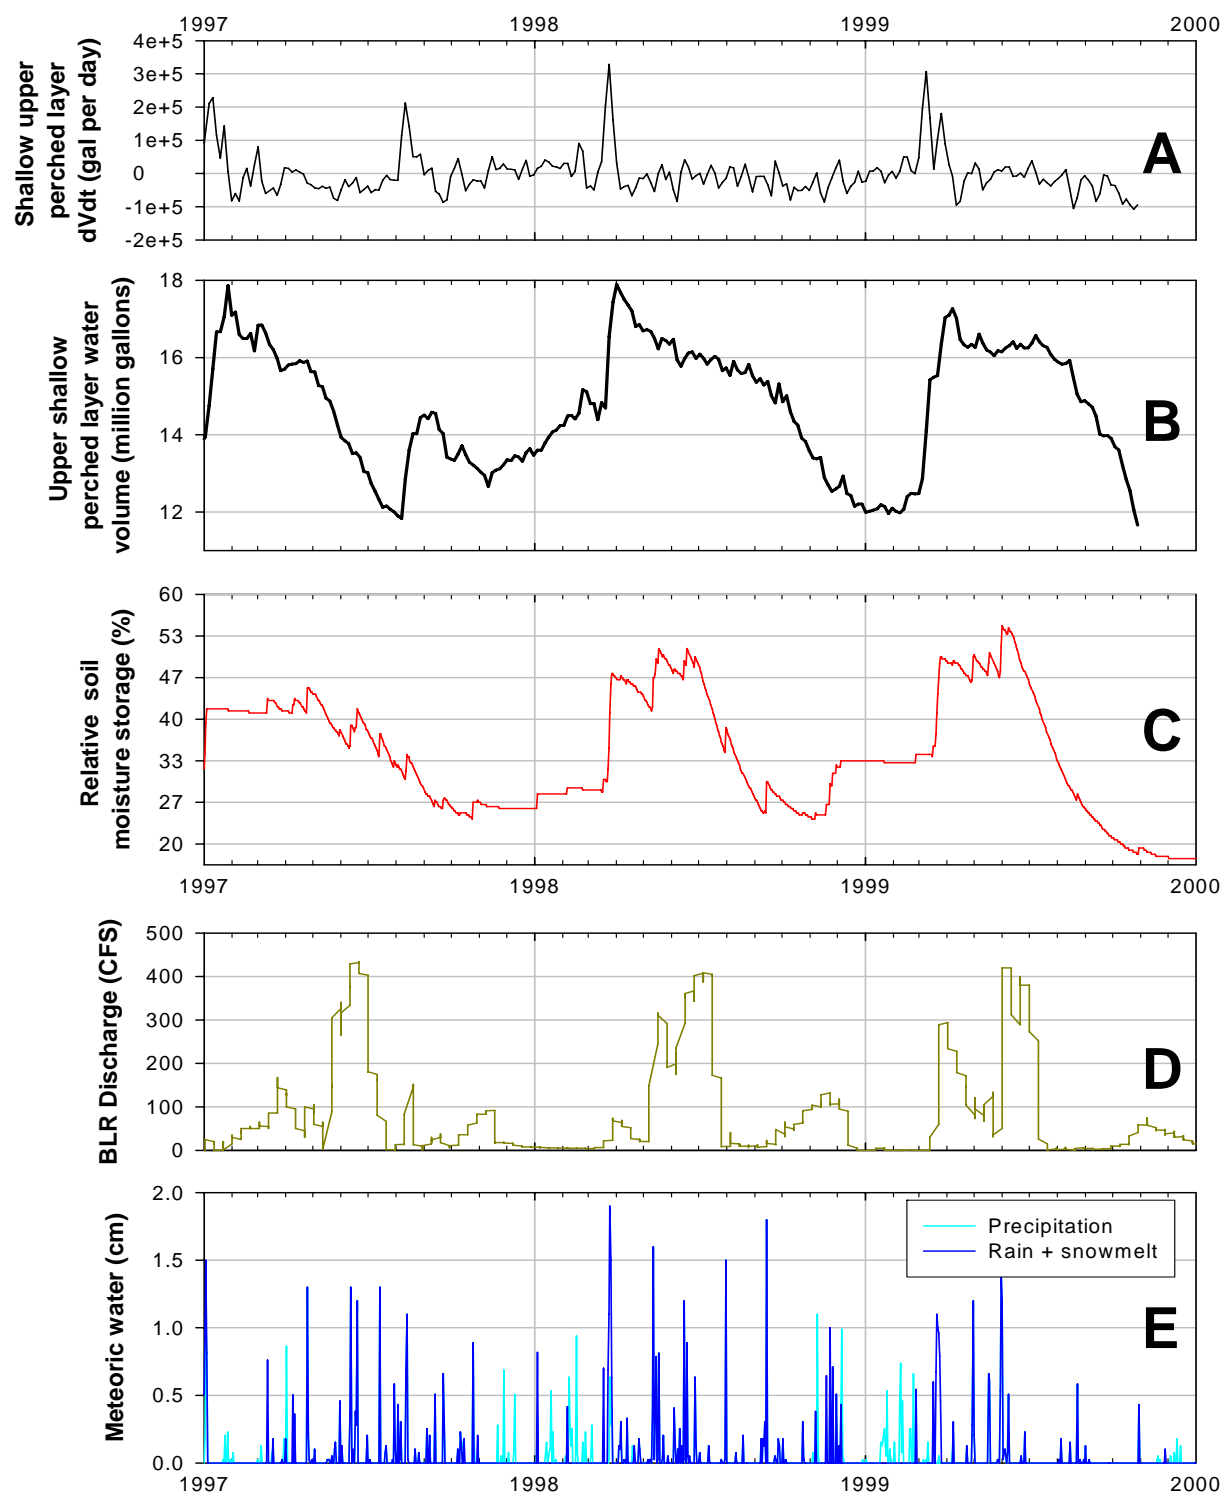 1997 1998 1999 2000
Shallow upper
perched layer
dVdt (gal per day)
4e+5
3e+5
2e+5
1e+5
0
-1e+5
-2e+5
A
Upper shallow
perched layer water
volume (million gallons)
18
16
14
12
B
Relative soil
moisture storage (%)
60
53
47
40
33
27
20
C
1997 1998 1999 2000
BLR Discharge (CFS)
500
400
300
200
100
0
D
Meteoric water (cm)
2.0
1.5
1.0
0.5
0.0
Precipitation
Rain + snowmelt
E
1997 1998 1999 2000